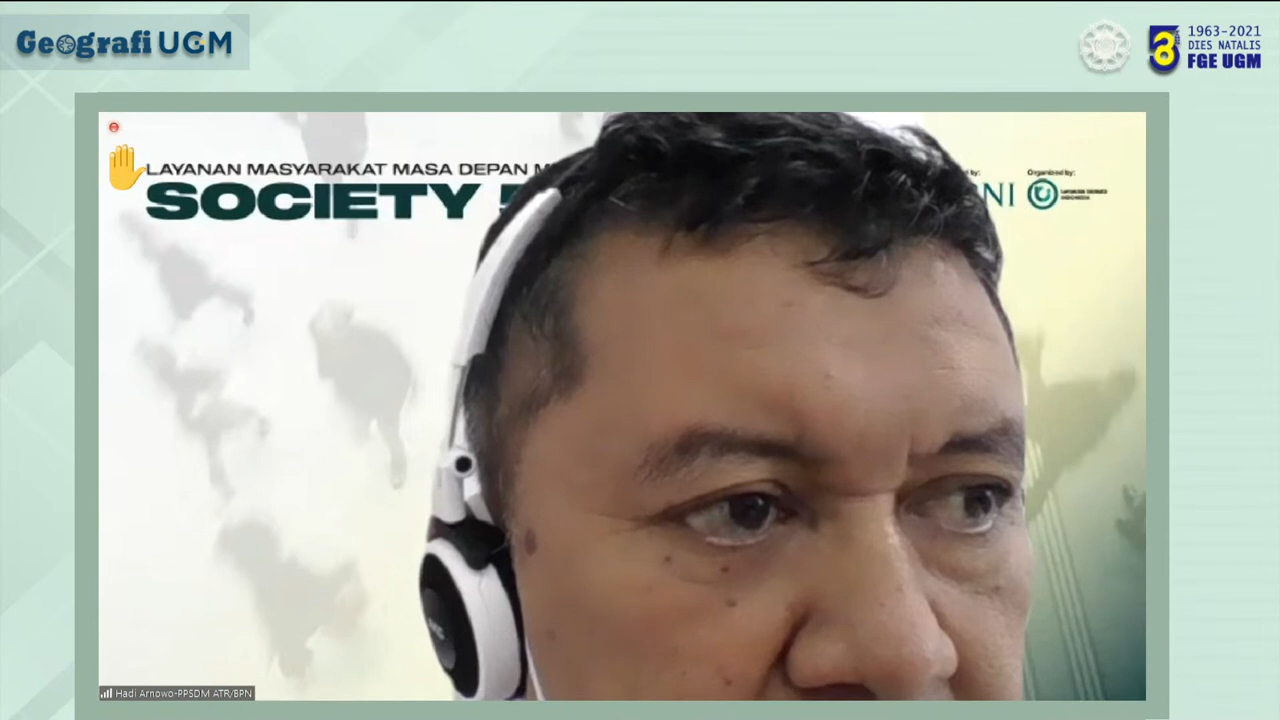 Geografi UGM
1963-2021
DIES NATALIS
FGE UGM
LAYANAN MASYARAKAT MASA DEPAN
SOCIETY
Organized by:
Hadi Arnowo-PPSDM ATR/BPN